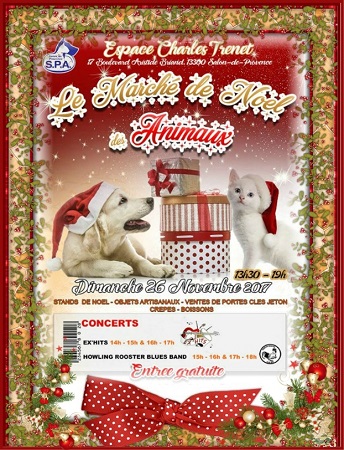 S.P.A.
Espace Charles Trenet
17 Boulevard Aristide Briand, 13300 Salon-de-Provence
Le Marché de Noël
des Animaux
13h30 - 19h
Dimanche 26 Novembre 2017
STANDS DE NOEL - OBJETS ARTISANAUX - VENTES DE PORTES CLES JETON
CREPES - BOISSONS
CONCERTS
EX'HITS 14h - 15h & 16h - 17h
HOWLING ROOSTER BLUES BAND 15h - 16h & 17h - 18h
Entree gratuite